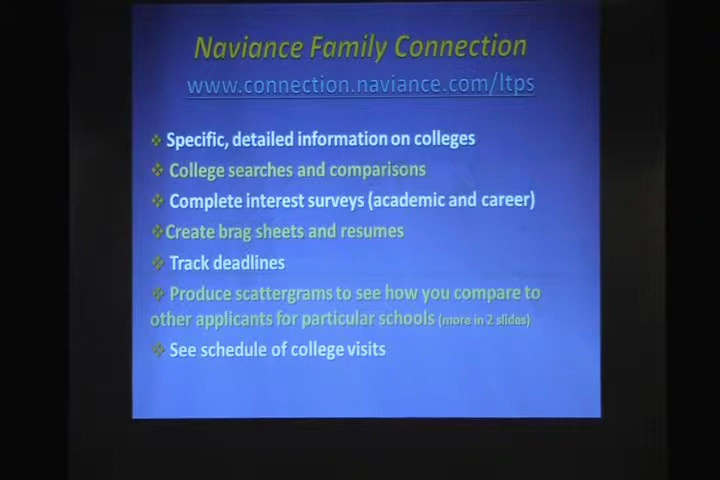 Naviance Family Connection
www.connection.naviance.com/ltps
Specific, detailed information on colleges
College searches and comparisons
Complete interest surveys (academic and career)
Create brag sheets and resumes
Track deadlines
Produce scattergrams to see how you compare to
other applicants for particular schools (more in 2 slides)
See schedule of college visits